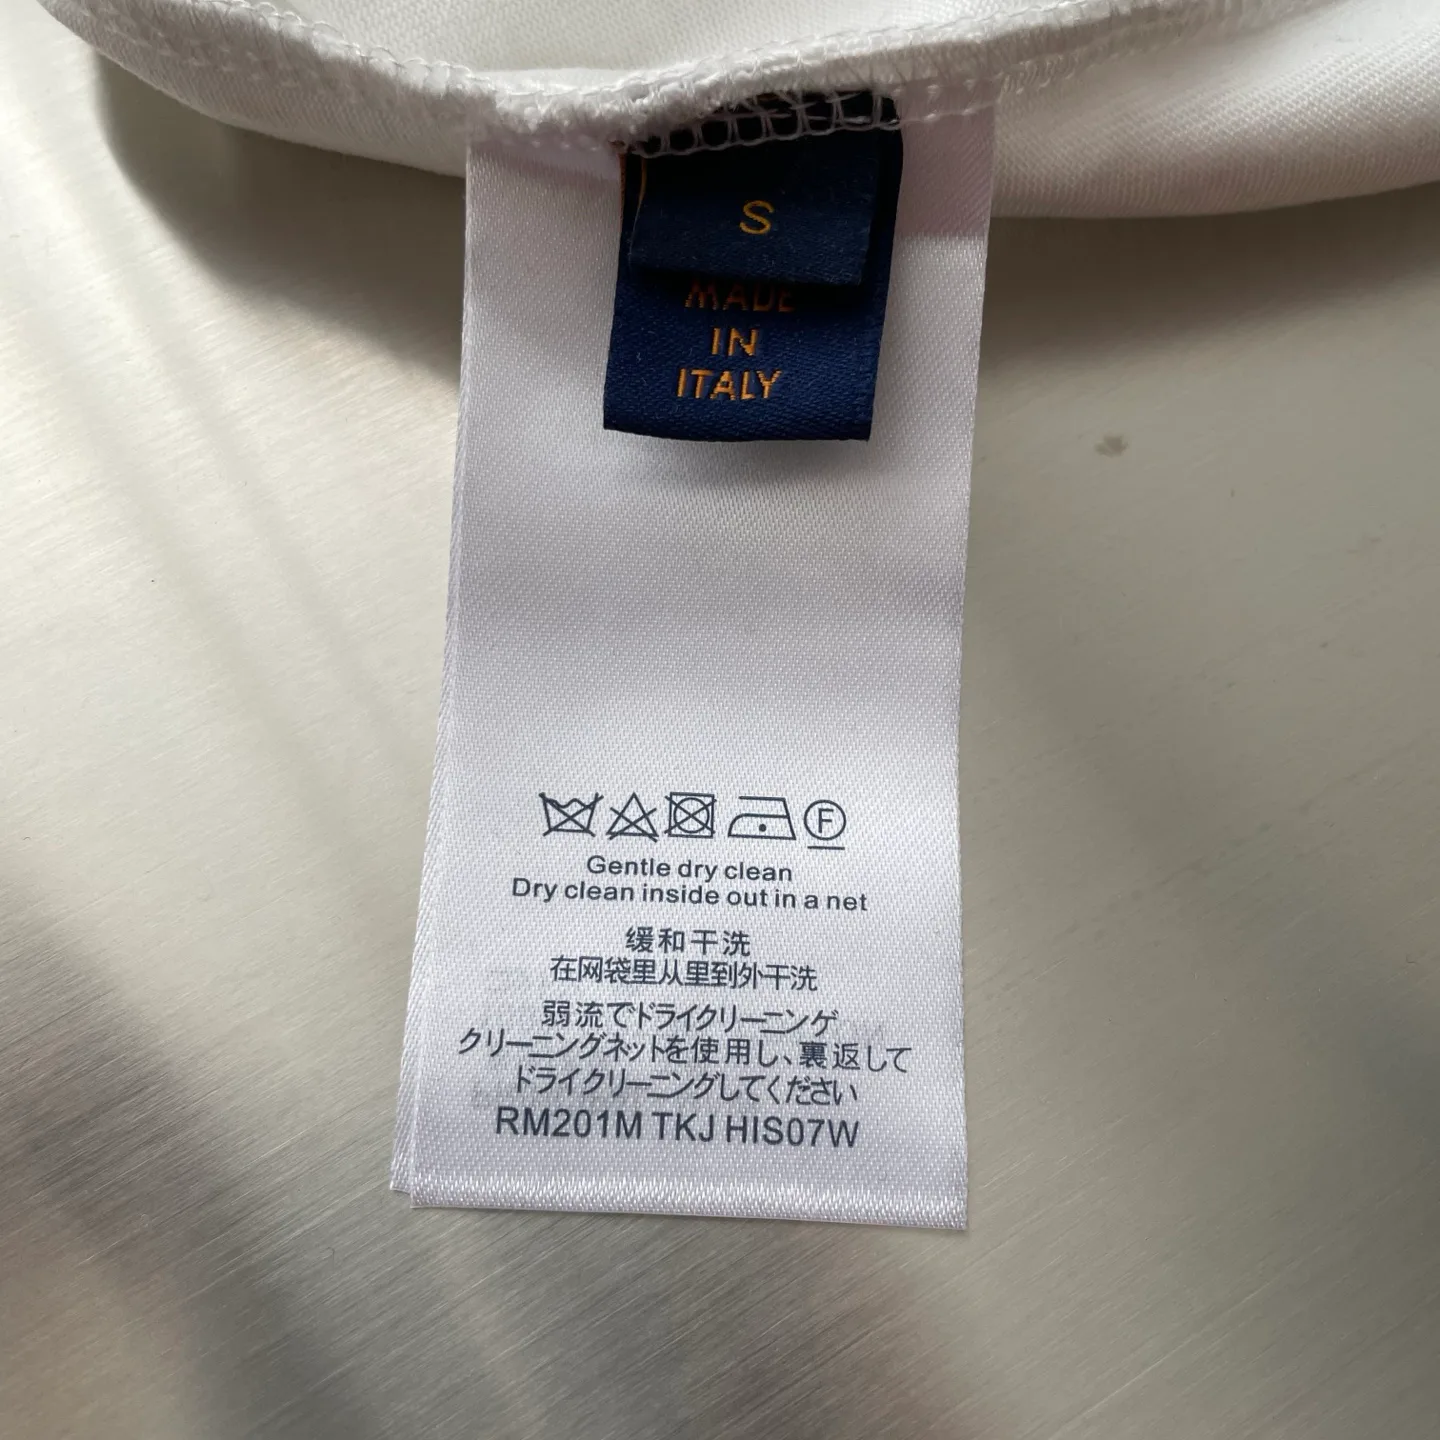 S
MADE
IN
ITALY
F
Gentle dry clean
Dry clean inside out in a net
缓和干洗
在网袋里从里到外干洗
弱流でドライクリーニンゲ
クリーニングネットを使用し、裏返して
ドライクリーニングしてください
RM201M TKJ HIS07W